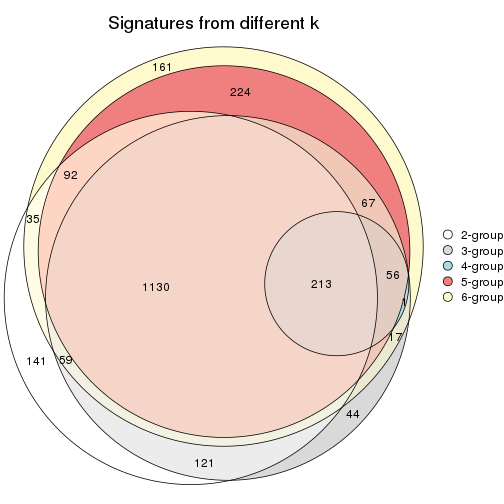 Signatures from different k
161
224
92
67
35
2-group
3-group
4-group
5-group
6-group
56
213
1130
1
17
141
59
44
121